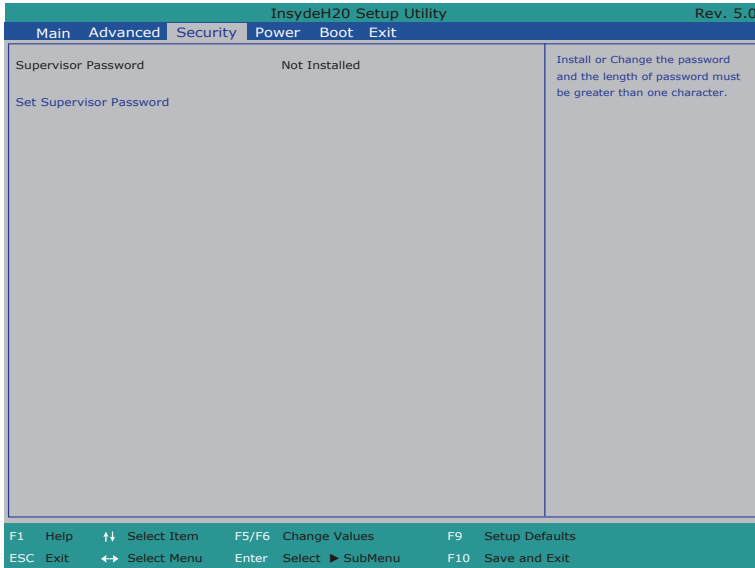 InsydeH20 Setup Utility Rev. 5.0
Main Advanced Security Power Boot Exit
Supervisor Password Not Installed
Set Supervisor Password
Install or Change the password
and the length of password must
be greater than one character.
F1 Help ↑↓ Select Item F5/F6 Change Values F9 Setup Defaults
ESC Exit ↔ Select Menu Enter Select ▶ SubMenu F10 Save and Exit